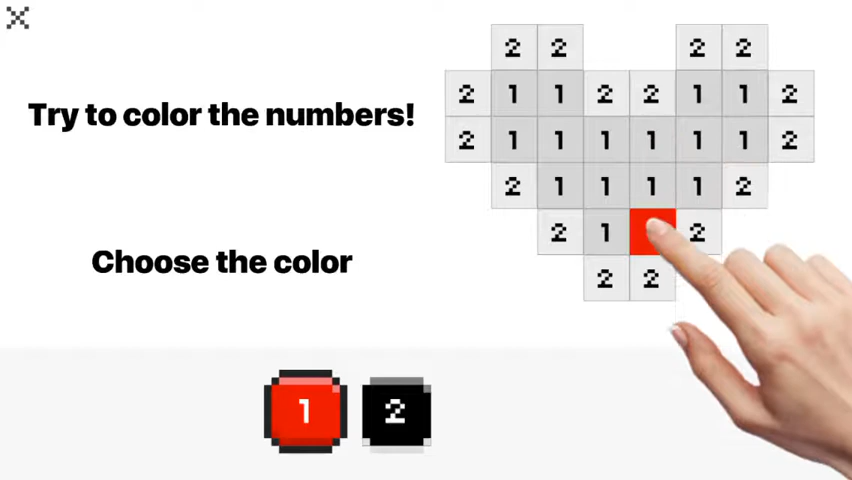 2 2 2 2
Try to color the numbers!
2 1 1 2 2 1 1 2
2 1 1 1 1 1 1 2
2 1 1 1 1 2
2 1 2
Choose the color
2 2
1 2